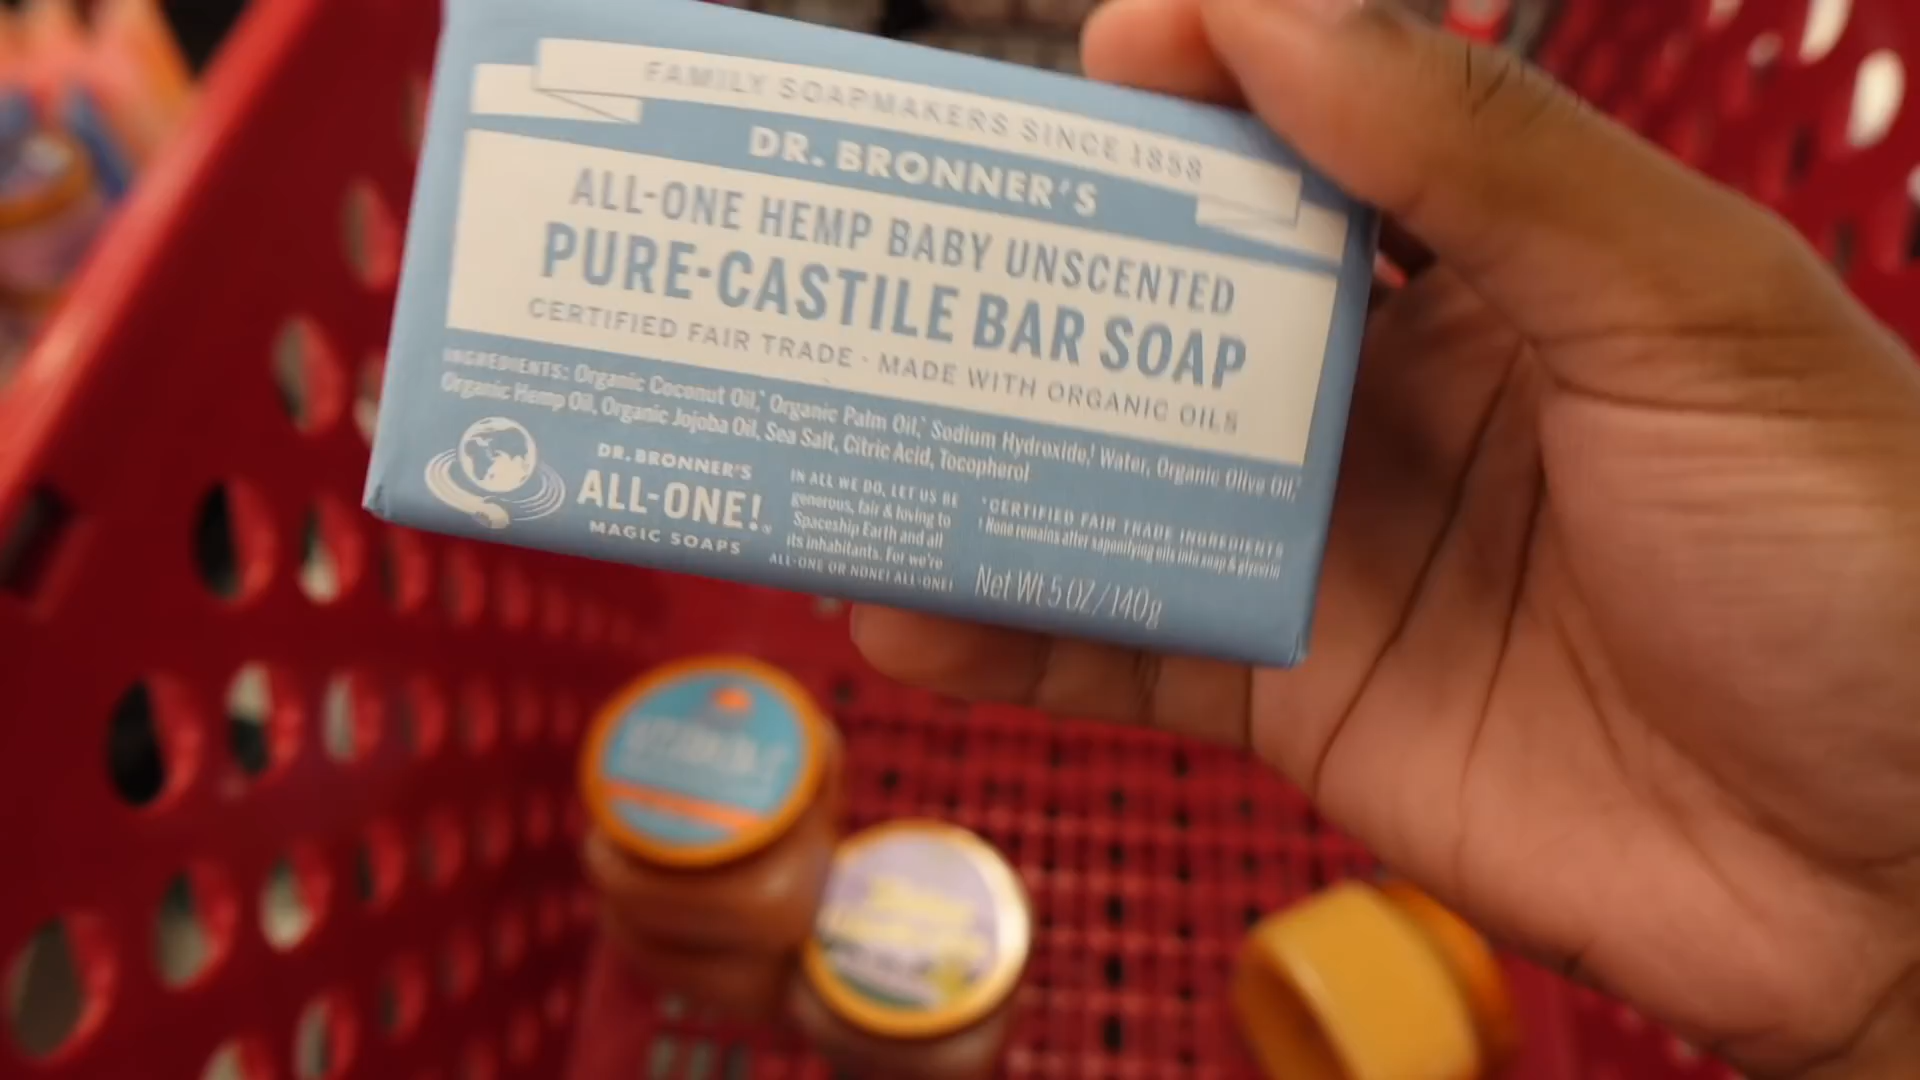 FAMILY SOAPMAKERS SINCE 1858
DR. BRONNER'S
ALL-ONE HEMP BABY UNSCENTED
PURE-CASTILE BAR SOAP
CERTIFIED FAIR TRADE · MADE WITH ORGANIC OILS
INGREDIENTS: Organic Coconut Oil,* Organic Palm Oil,* Sodium Hydroxide,† Water, Organic Olive Oil,*
Organic Hemp Oil, Organic Jojoba Oil, Sea Salt, Citric Acid, Tocopherol
DR. BRONNER'S
ALL-ONE!
MAGIC SOAPS
IN ALL WE DO, LET US BE
generous, fair & loving to
Spaceship Earth and all
its inhabitants. For we're
ALL-ONE OR NONE! ALL-ONE!
*CERTIFIED FAIR TRADE INGREDIENTS
† None remains after saponifying oils into soap & glycerin
Net Wt 5 OZ / 140g